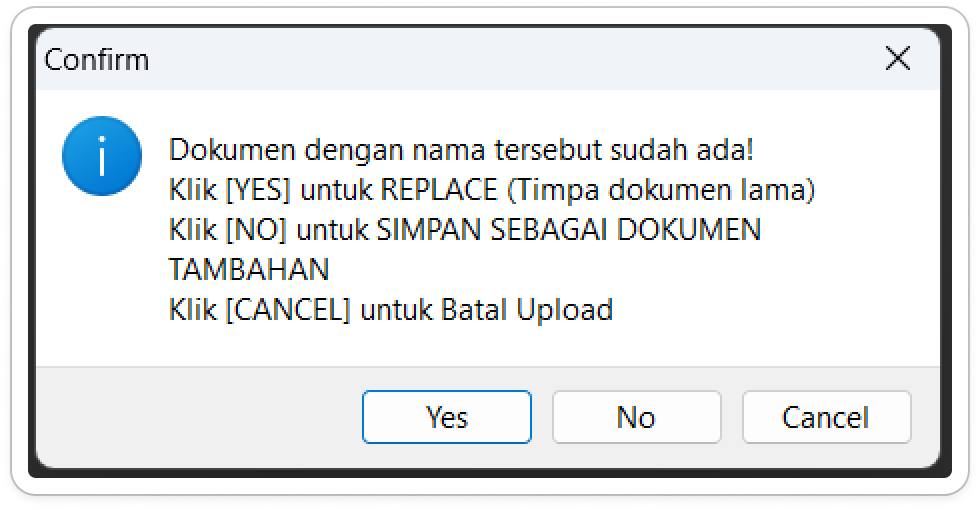 Confirm
Dokumen dengan nama tersebut sudah ada!
Klik [YES] untuk REPLACE (Timpa dokumen lama)
Klik [NO] untuk SIMPAN SEBAGAI DOKUMEN
TAMBAHAN
Klik [CANCEL] untuk Batal Upload
Yes No Cancel